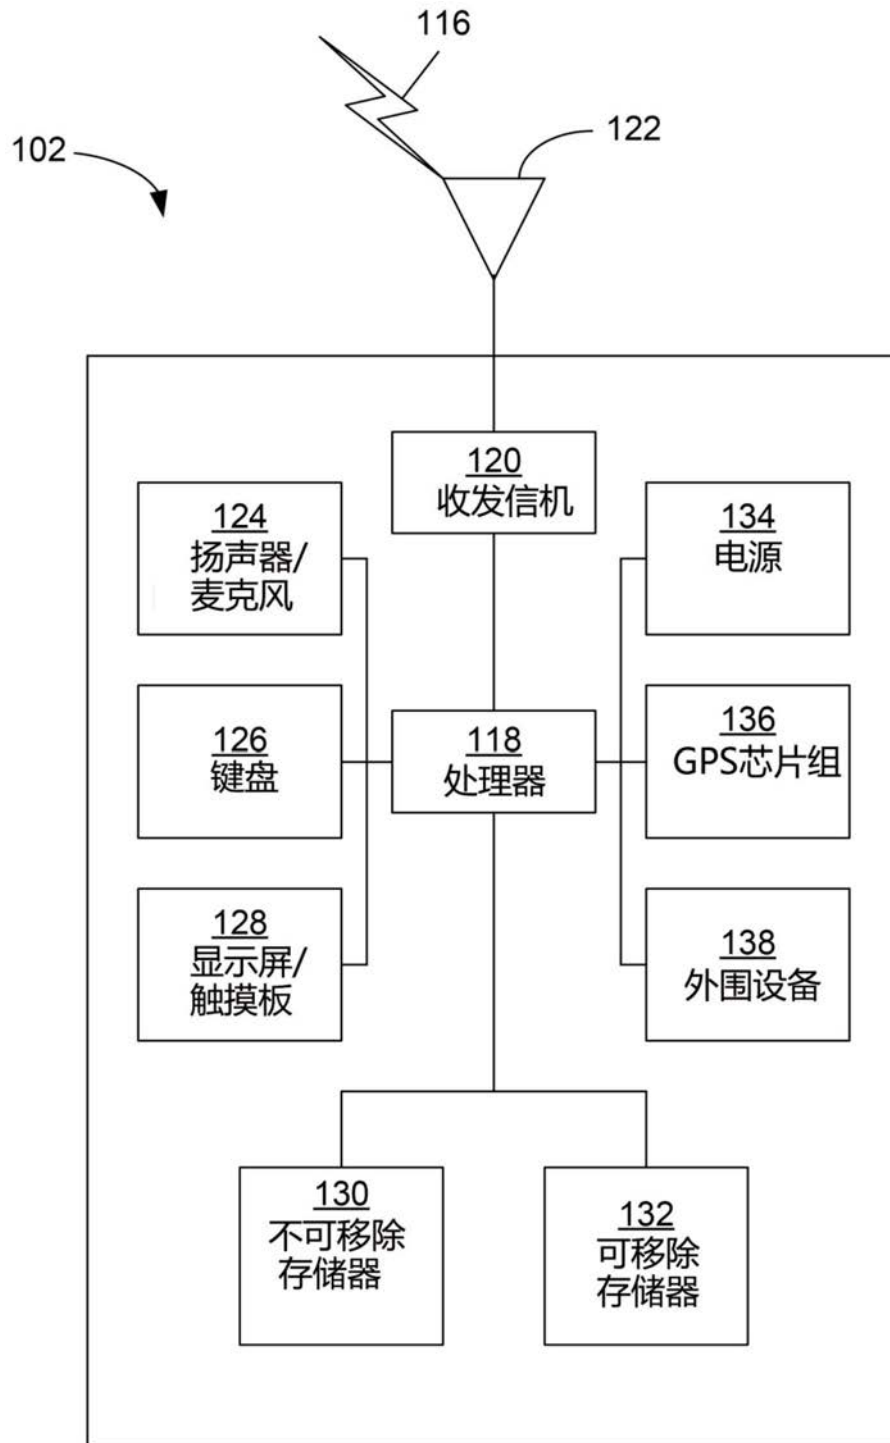 116
122
102
120
收发信机
124
扬声器/
麦克风
134
电源
126
键盘
118
处理器
136
GPS芯片组
128
显示屏/
触摸板
138
外围设备
130
不可移除
存储器
132
可移除
存储器